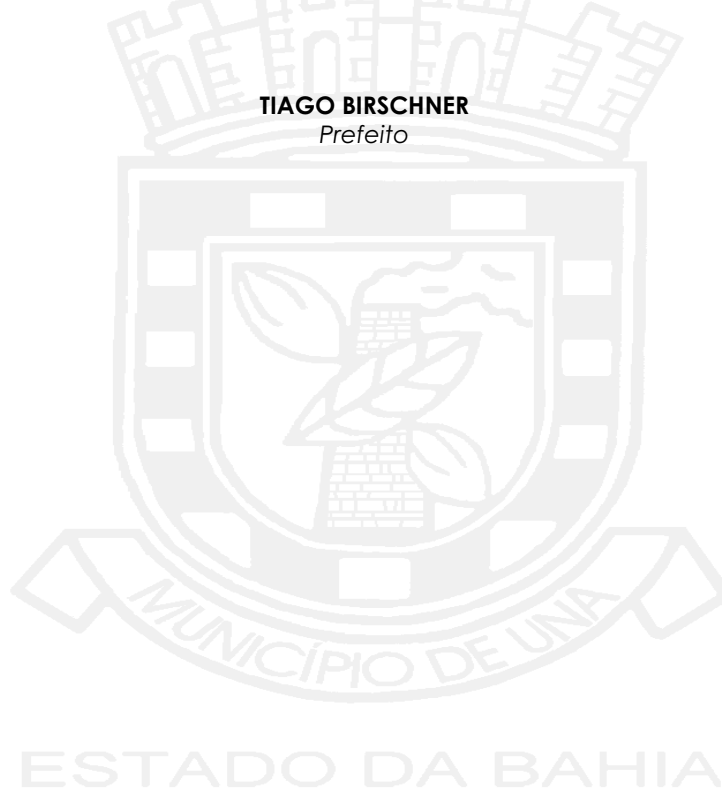 TIAGO BIRSCHNER
Prefeito
MUNICÍPIO DE UNA
ESTADO DA BAHIA